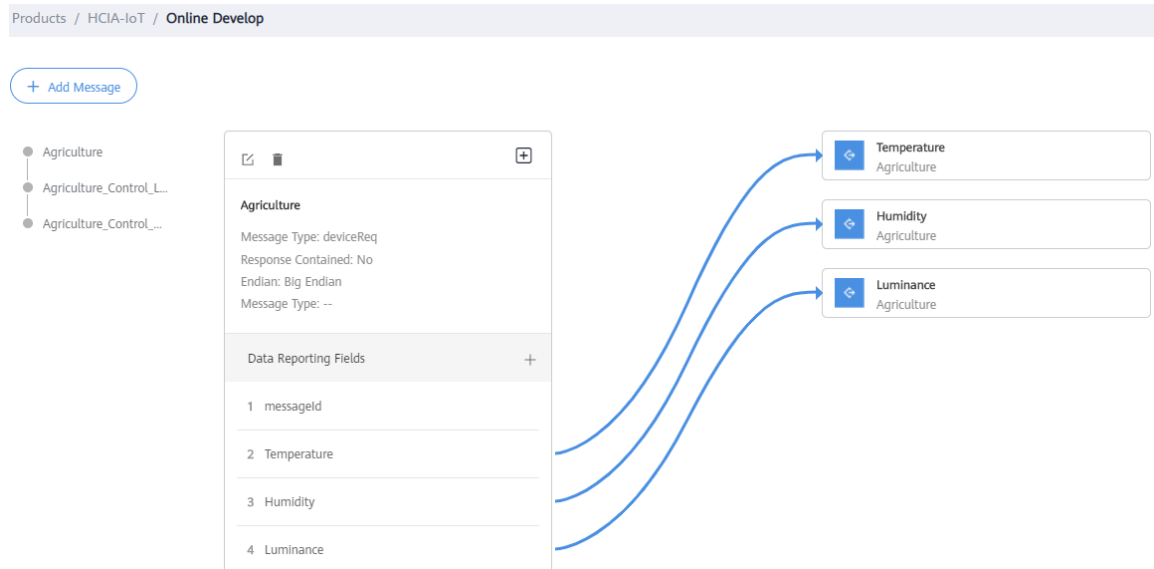 Products / HCIA-IoT / Online Develop
+ Add Message
Agriculture
Agriculture_Control_L...
Agriculture_Control_...
Agriculture
Message Type: deviceReq
Response Contained: No
Endian: Big Endian
Message Type: --
Data Reporting Fields +
1 messageId
2 Temperature
3 Humidity
4 Luminance
Temperature
Agriculture
Humidity
Agriculture
Luminance
Agriculture